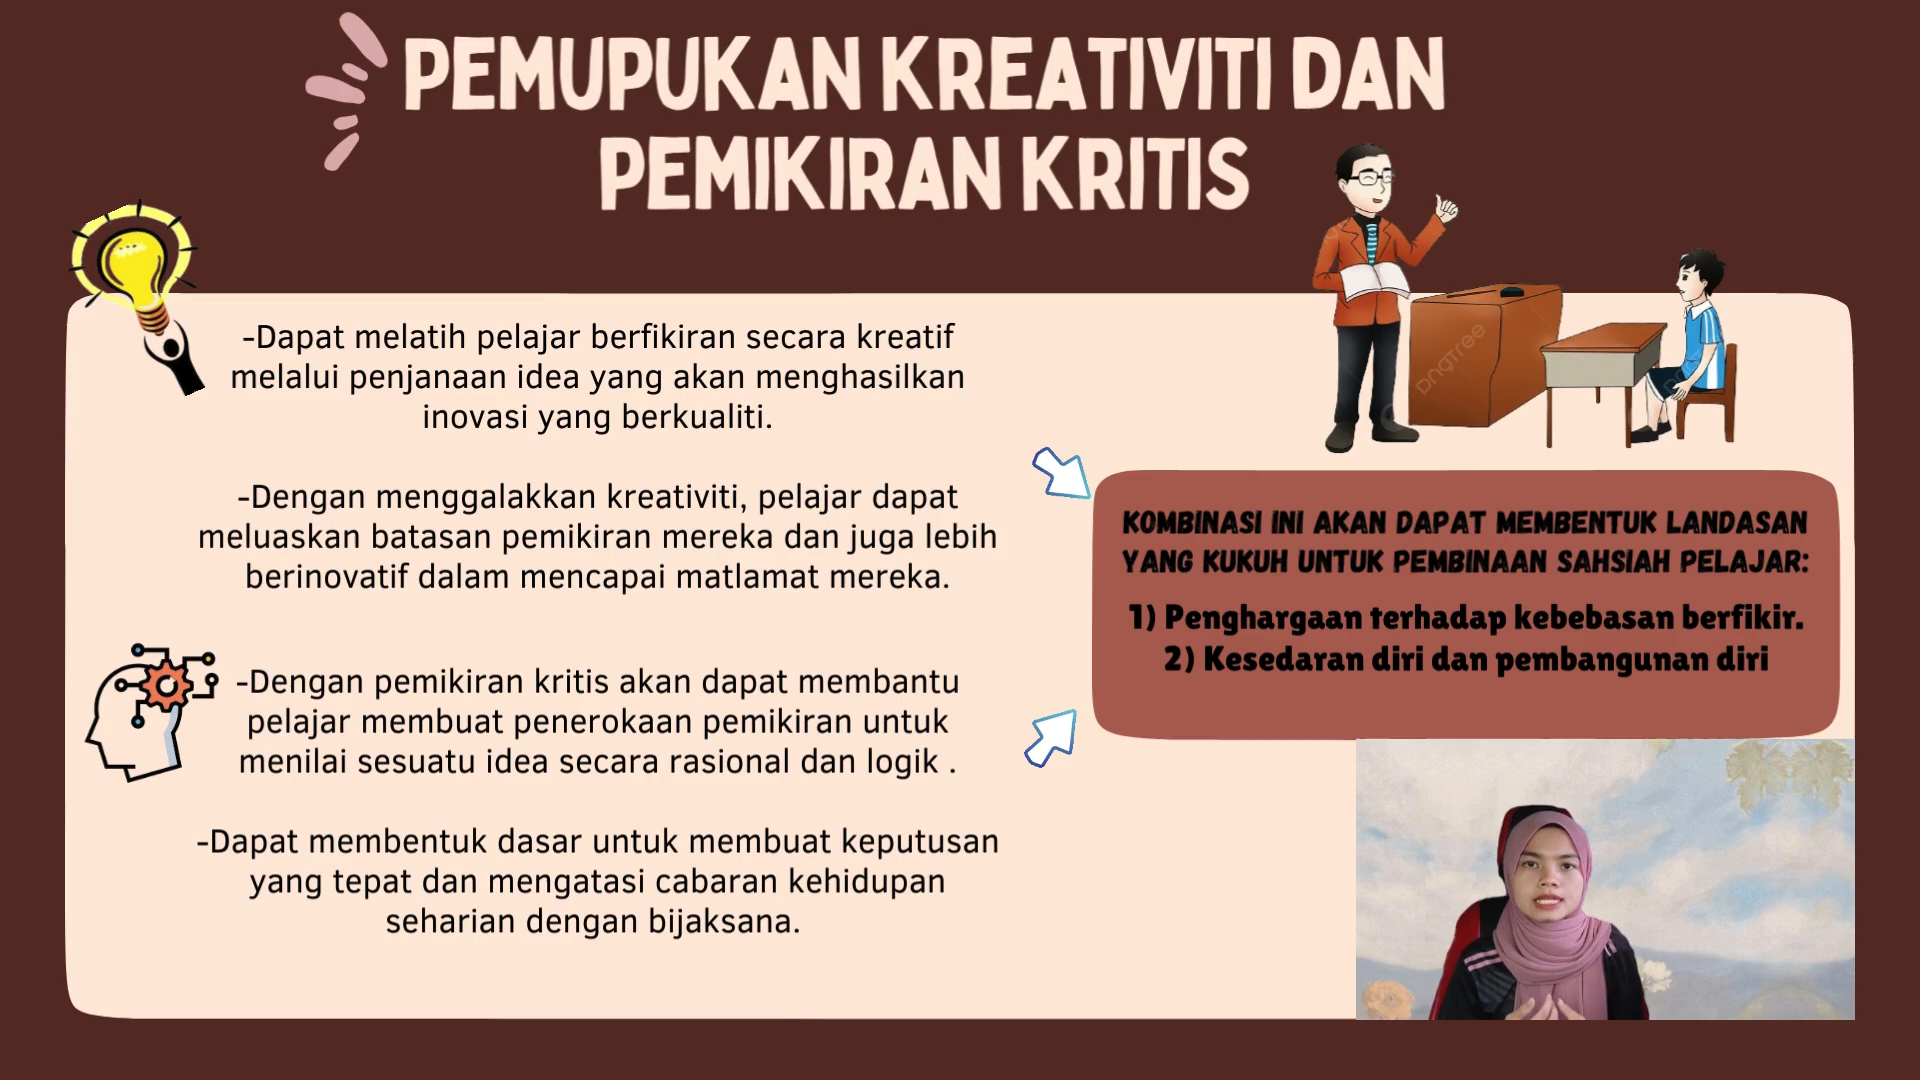 PEMUPUKAN KREATIVITI DAN
PEMIKIRAN KRITIS
-Dapat melatih pelajar berfikiran secara kreatif
melalui penjanaan idea yang akan menghasilkan
inovasi yang berkualiti.
-Dengan menggalakkan kreativiti, pelajar dapat
meluaskan batasan pemikiran mereka dan juga lebih
berinovatif dalam mencapai matlamat mereka.
-Dengan pemikiran kritis akan dapat membantu
pelajar membuat penerokaan pemikiran untuk
menilai sesuatu idea secara rasional dan logik .
-Dapat membentuk dasar untuk membuat keputusan
yang tepat dan mengatasi cabaran kehidupan
seharian dengan bijaksana.
pngtree
KOMBINASI INI AKAN DAPAT MEMBENTUK LANDASAN
YANG KUKUH UNTUK PEMBINAAN SAHSIAH PELAJAR:
1) Penghargaan terhadap kebebasan berfikir.
2) Kesedaran diri dan pembangunan diri